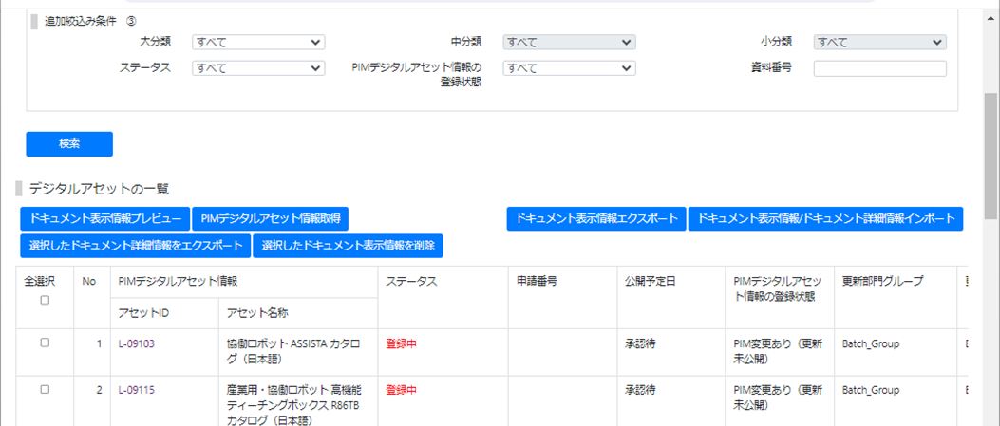 追加絞込み条件 ③
大分類 すべて 中分類 すべて 小分類 すべて
ステータス すべて PIMデジタルアセット情報の すべて 資料番号
登録状態
検索
デジタルアセットの一覧
ドキュメント表示情報プレビュー PIMデジタルアセット情報取得 ドキュメント表示情報エクスポート ドキュメント表示情報/ドキュメント詳細情報インポート
選択したドキュメント詳細情報をエクスポート 選択したドキュメント表示情報を削除
全選択 No PIMデジタルアセット情報 ステータス 申請番号 公開予定日 PIMデジタルアセッ 更新部門グループ
ト情報の登録状態
アセットID アセット名称
1 L-09103 協働ロボット ASSISTA カタロ 登録中 承認待 PIM変更あり（更新 Batch_Group
グ（日本語） 未公開）
2 L-09115 産業用・協働ロボット 高機能 登録中 承認待 PIM変更あり（更新 Batch_Group
ティーチングボックス R86TB 未公開）
カタログ（日本語）